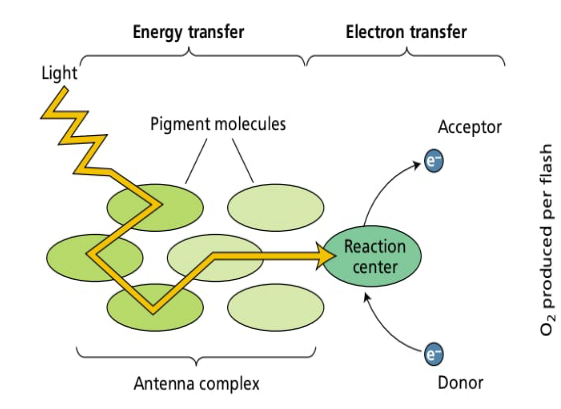 Energy transfer
Electron transfer
Light
Pigment molecules
Acceptor
e⁻
Reaction
center
e⁻
Antenna complex
Donor
O₂ produced per flash